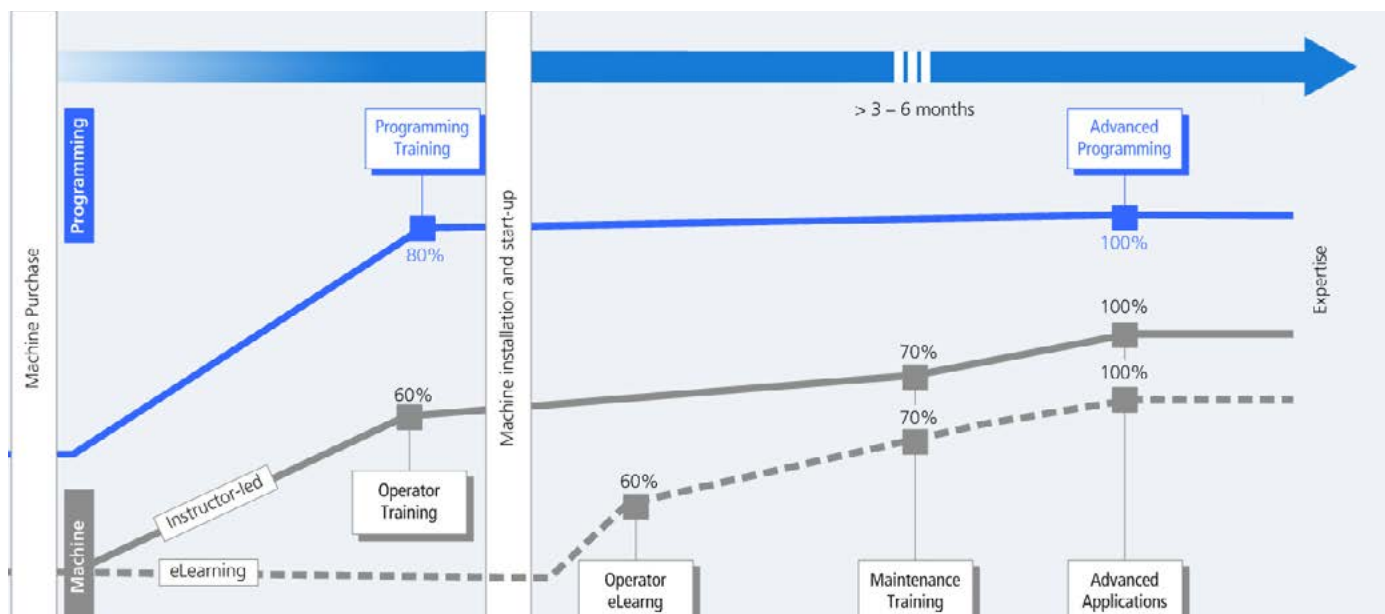 Machine Purchase
Programming
Programming
Training
80%
Machine installation and start-up
> 3 – 6 months
Advanced
Programming
100%
Expertise
Machine
Instructor-led
eLearning
60%
Operator
Training
60%
Operator
eLearng
70%
70%
Maintenance
Training
100%
100%
Advanced
Applications